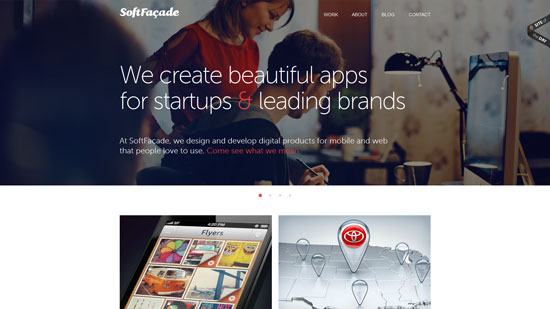 SoftFaçade
WORK ABOUT BLOG CONTACT
SITE
of the DAY
We create beautiful apps
for startups & leading brands
At SoftFaçade, we design and develop digital products for mobile and web
that people love to use. Come see what we mean.
Flyers